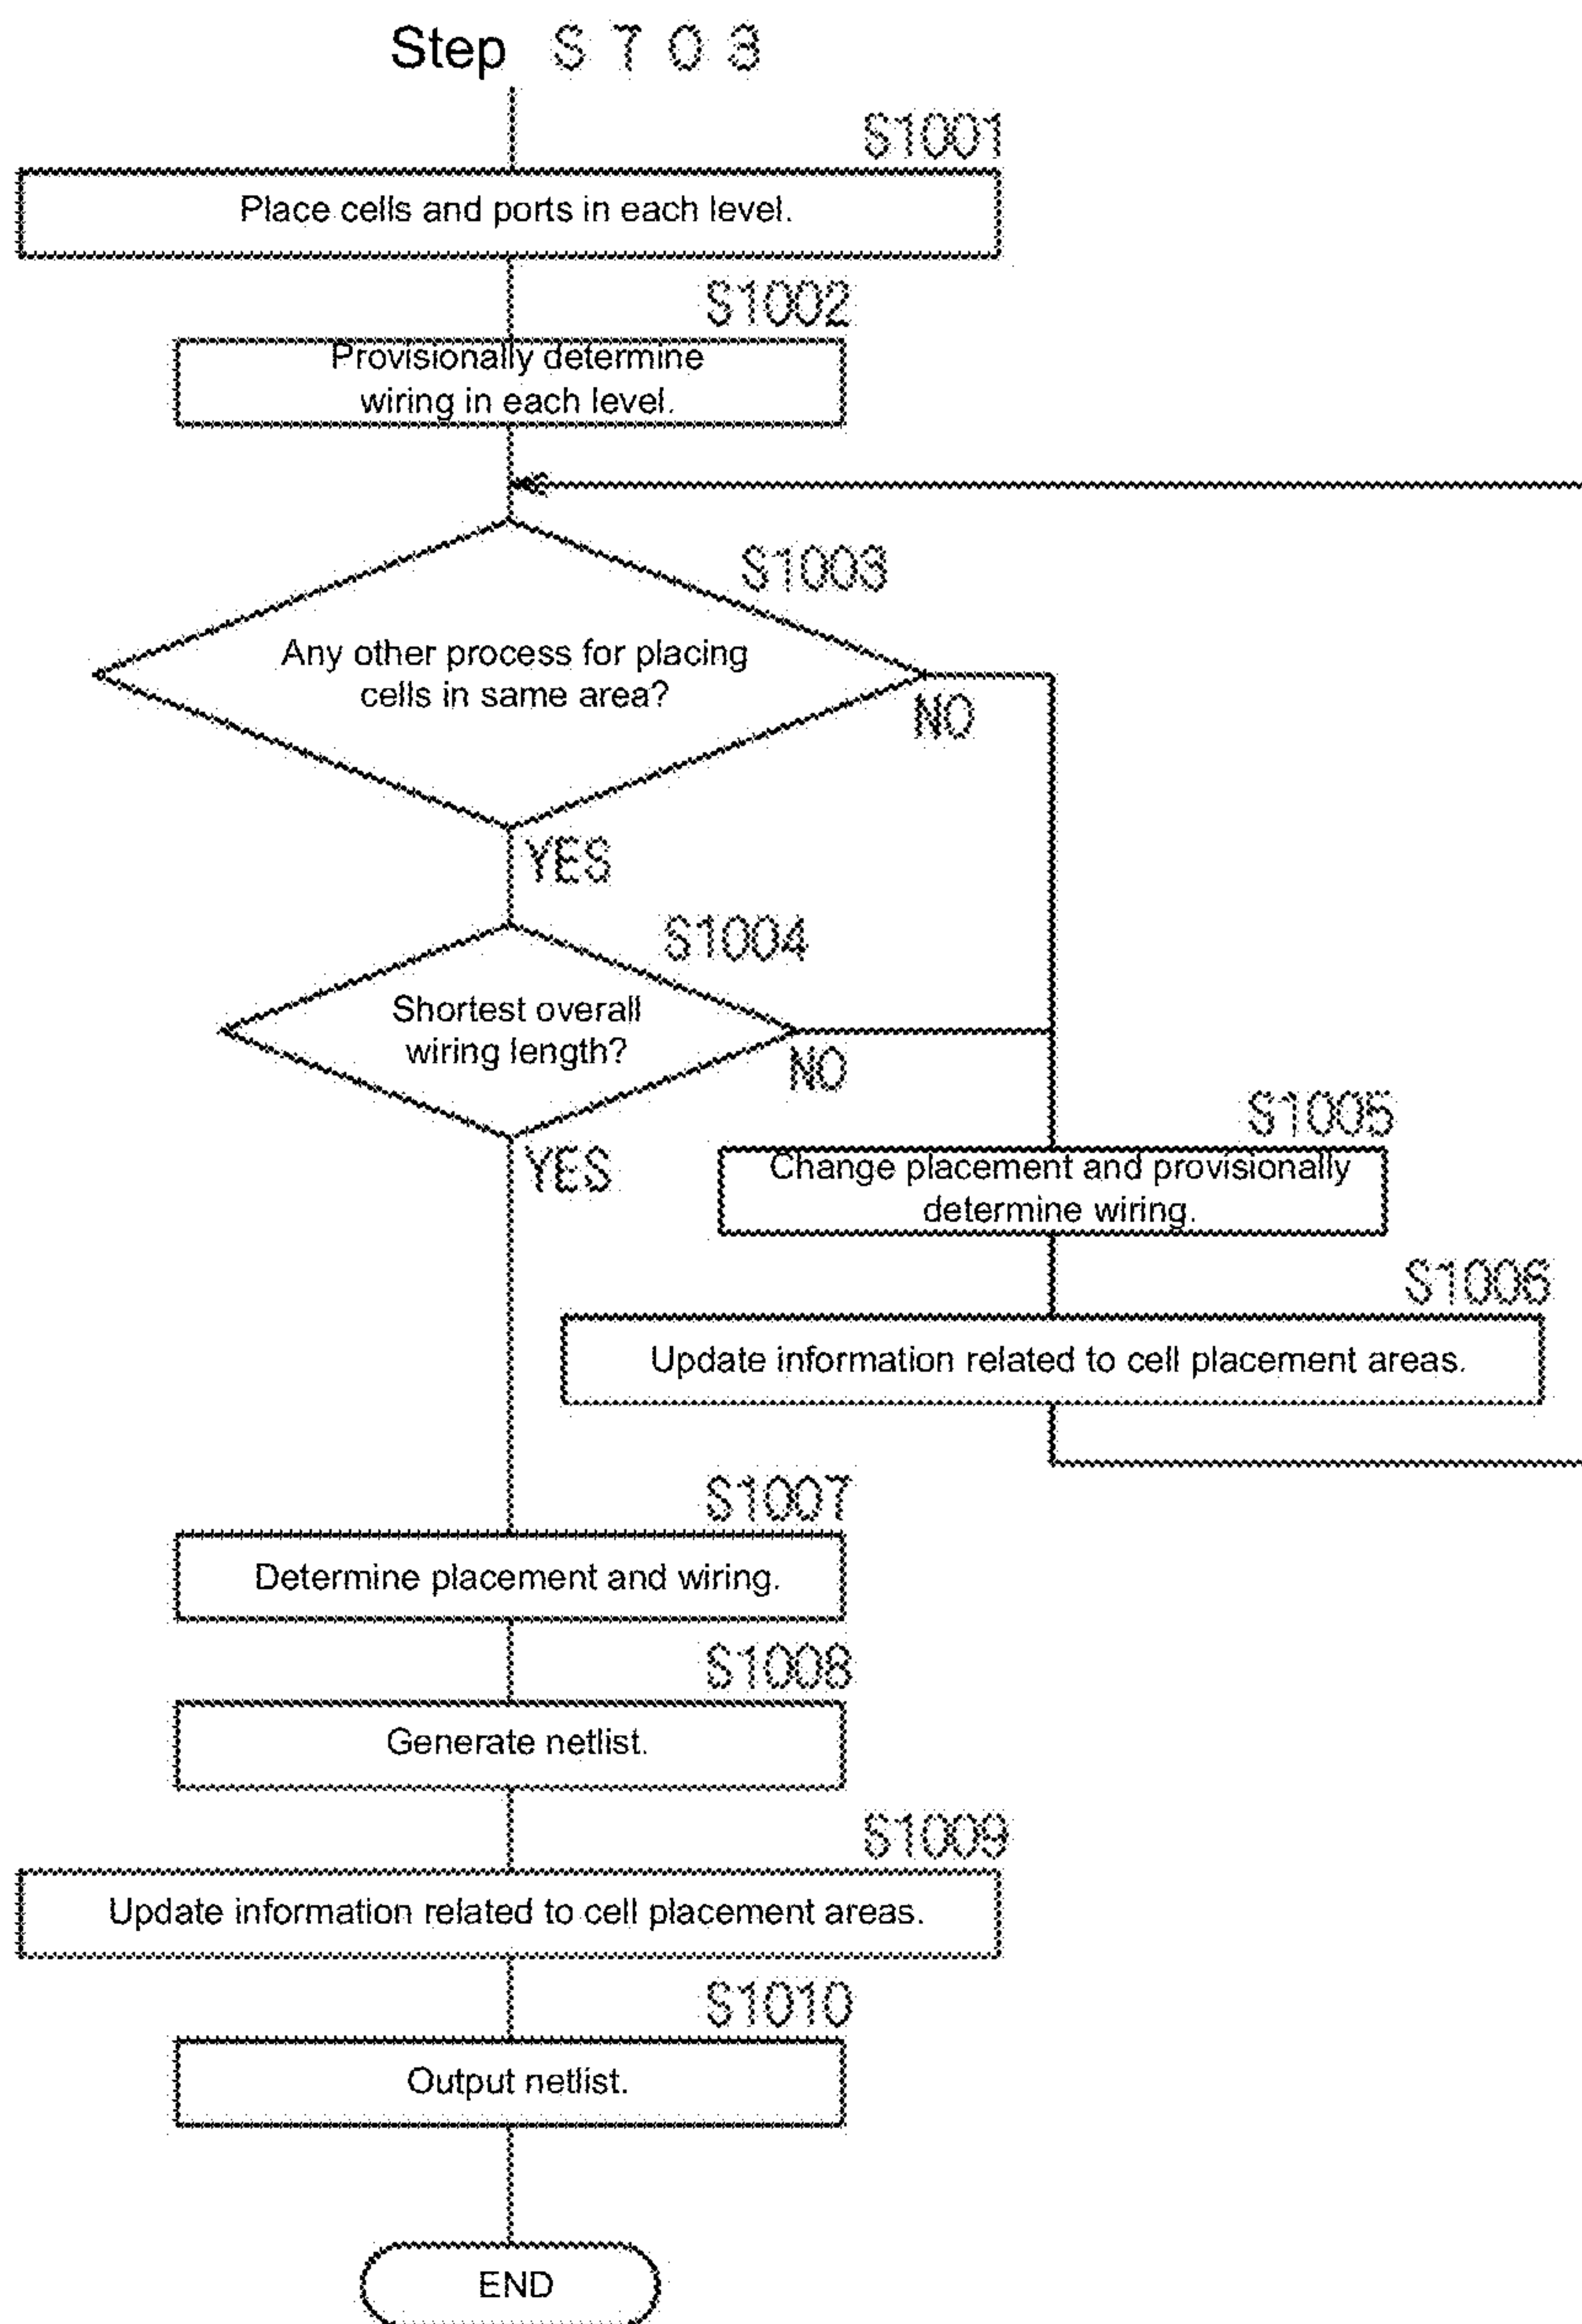 Step S703
S1001
Place cells and ports in each level.
S1002
Provisionally determine
wiring in each level.
S1003
Any other process for placing
cells in same area?
NO
YES
S1004
Shortest overall
wiring length?
NO
YES
S1005
Change placement and provisionally
determine wiring.
S1006
Update information related to cell placement areas.
S1007
Determine placement and wiring.
S1008
Generate netlist.
S1009
Update information related to cell placement areas.
S1010
Output netlist.
END